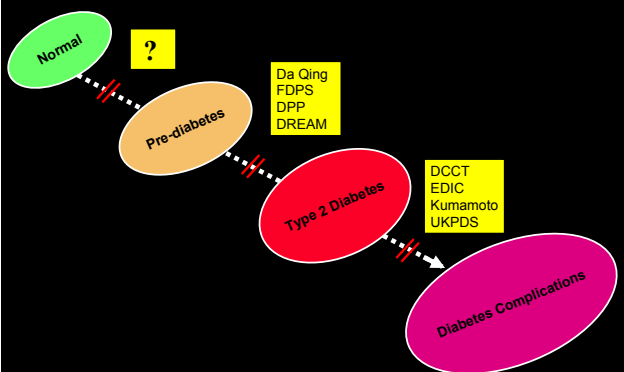 Normal
?
Pre-diabetes
Da Qing
FDPS
DPP
DREAM
Type 2 Diabetes
DCCT
EDIC
Kumamoto
UKPDS
Diabetes Complications